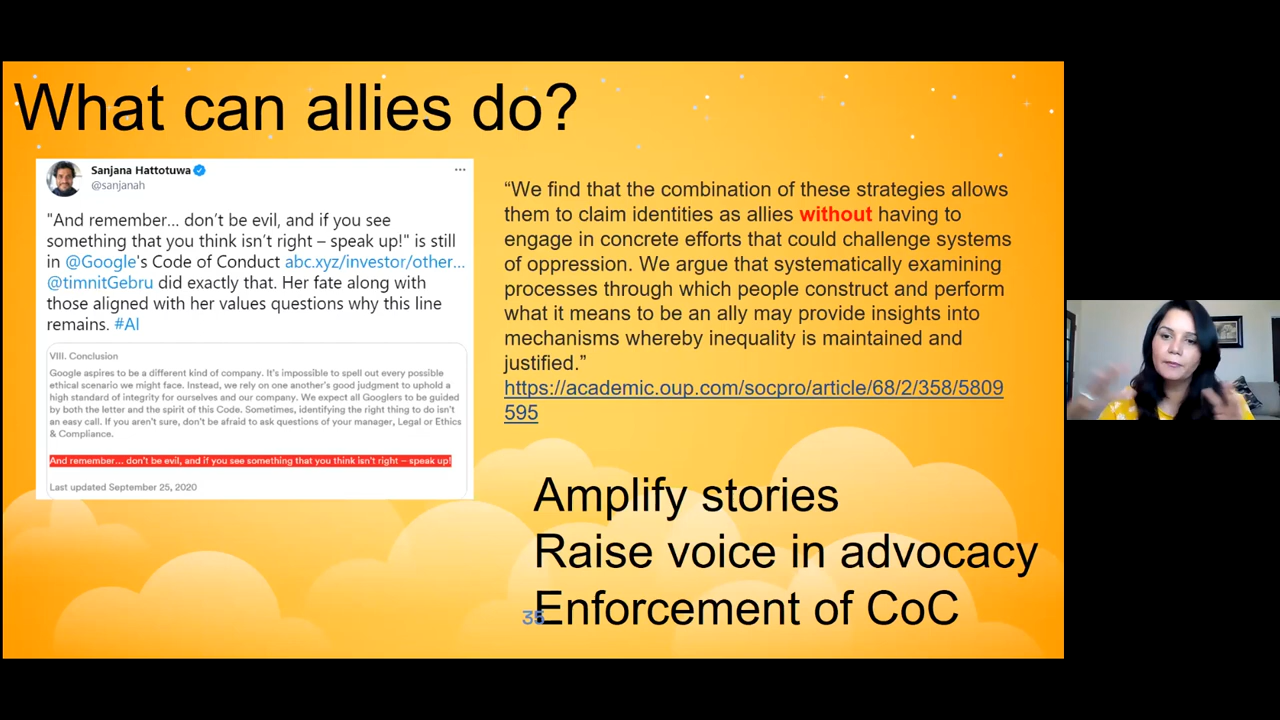 What can allies do?
Sanjana Hattotuwa
@sanjanah
"And remember... don't be evil, and if you see
something that you think isn't right – speak up!" is still
in @Google's Code of Conduct abc.xyz/investor/other...
@timnitGebru did exactly that. Her fate along with
those aligned with her values questions why this line
remains. #AI
VIII. Conclusion
Google aspires to be a different kind of company. It's impossible to spell out every possible
ethical scenario we might face. Instead, we rely on one another's good judgment to uphold a
high standard of integrity for ourselves and our company. We expect all Googlers to be guided
by both the letter and the spirit of this Code. Sometimes, identifying the right thing to do isn't
an easy call. If you aren't sure, don't be afraid to ask questions of your manager, Legal or Ethics
& Compliance.
And remember... don't be evil, and if you see something that you think isn't right – speak up!
Last updated September 25, 2020
“We find that the combination of these strategies allows
them to claim identities as allies without having to
engage in concrete efforts that could challenge systems
of oppression. We argue that systematically examining
processes through which people construct and perform
what it means to be an ally may provide insights into
mechanisms whereby inequality is maintained and
justified.”
https://academic.oup.com/socpro/article/68/2/358/5809
595
Amplify stories
Raise voice in advocacy
Enforcement of CoC
35